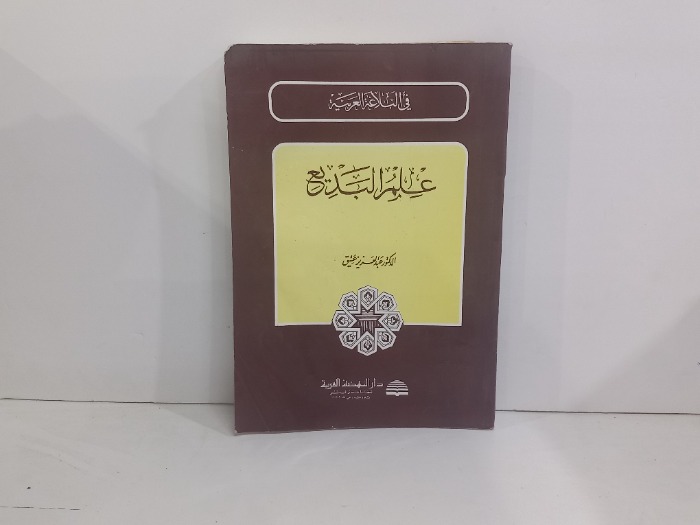 في البلاغة العربية
علم البديع
الدكتور عبد العزيز عتيق
دار النهضة العربية